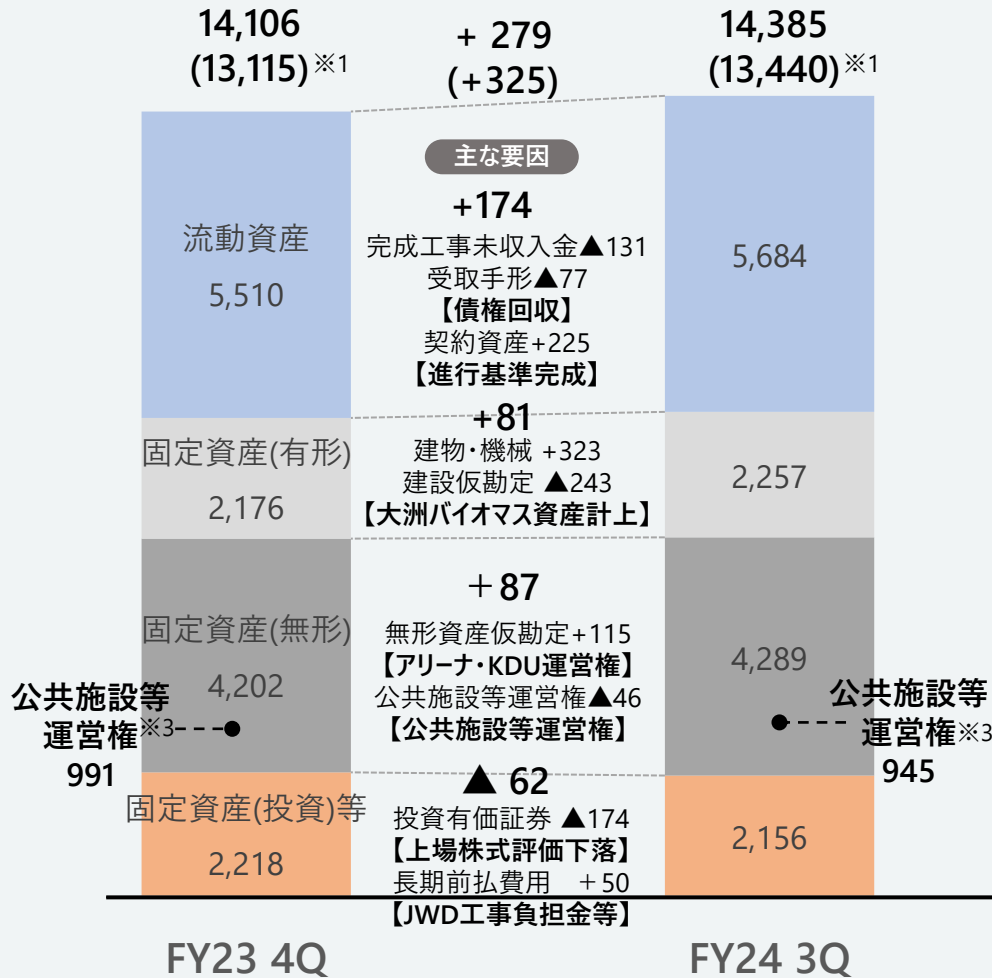 14,106
(13,115)※1
+ 279
(+325)
14,385
(13,440)※1
主な要因
流動資産
5,510
+174
完成工事未収入金▲131
受取手形▲77
【債権回収】
契約資産+225
【進行基準完成】
5,684
固定資産(有形)
2,176
+81
建物・機械 +323
建設仮勘定 ▲243
【大洲バイオマス資産計上】
2,257
固定資産(無形)
4,202
公共施設等
運営権※3
991
＋87
無形資産仮勘定+115
【アリーナ・KDU運営権】
公共施設等運営権▲46
【公共施設等運営権】
4,289
公共施設等
運営権※3
945
固定資産(投資)等
2,218
▲ 62
投資有価証券 ▲174
【上場株式評価下落】
長期前払費用　＋50
【JWD工事負担金等】
2,156
FY23 4Q
FY24 3Q